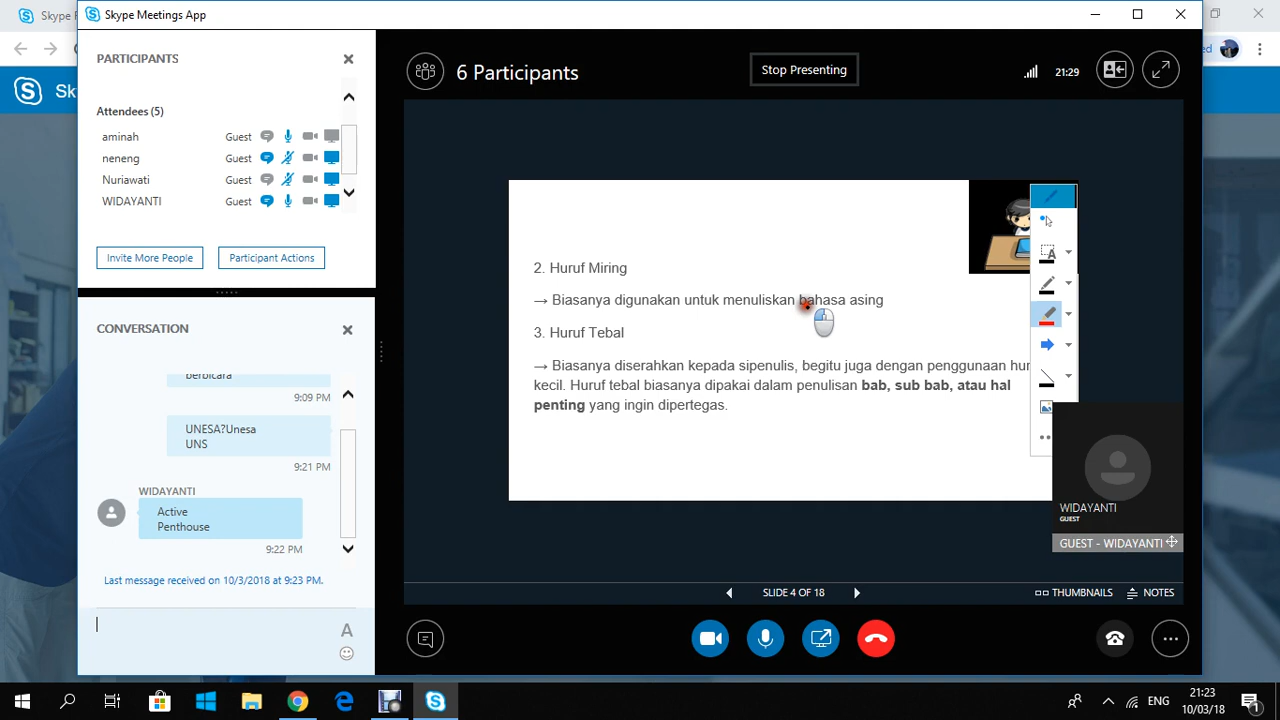 Skype
Skype Meetings App
ed
Sk
PARTICIPANTS
Attendees (5)
aminah Guest
neneng Guest
Nuriawati Guest
WIDAYANTI Guest
Invite More People
Participant Actions
CONVERSATION
berbicara
9:09 PM
UNESA?Unesa
UNS
9:21 PM
WIDAYANTI
Active
Penthouse
9:22 PM
Last message received on 10/3/2018 at 9:23 PM.
A
6 Participants
Stop Presenting
21:29
2. Huruf Miring
→ Biasanya digunakan untuk menuliskan bahasa asing
3. Huruf Tebal
→ Biasanya diserahkan kepada sipenulis, begitu juga dengan penggunaan hur
kecil. Huruf tebal biasanya dipakai dalam penulisan bab, sub bab, atau hal
penting yang ingin dipertegas.
A
WIDAYANTI
GUEST
GUEST - WIDAYANTI
SLIDE 4 OF 18
THUMBNAILS
NOTES
ENG
21:23
10/03/18
1